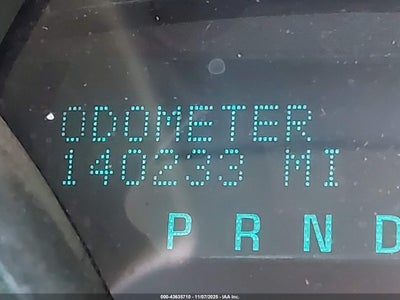 ODOMETER
140233 MI
P R N D
000-43638710 - 11/07/2025 - IAA Inc.